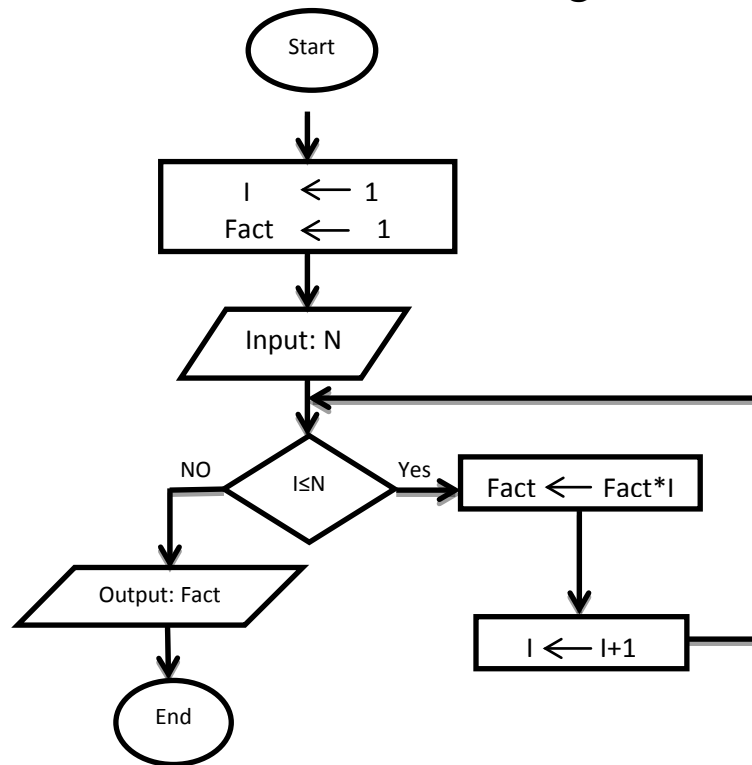 Start
I ← 1
Fact ← 1
Input: N
I≤N
NO
Yes
Fact ← Fact*I
I ← I+1
Output: Fact
End